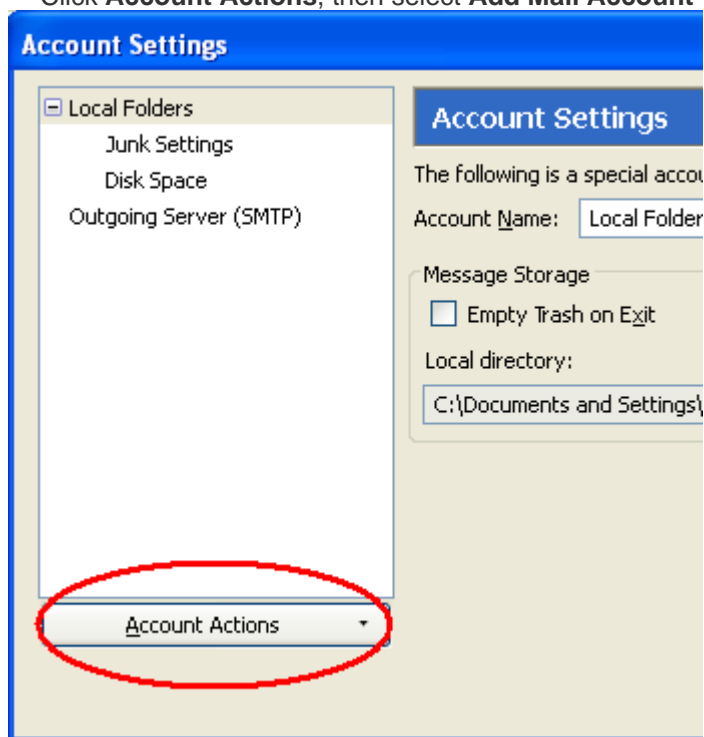 Click Account Actions, then select Add Mail Account
Account Settings
Local Folders
Junk Settings
Disk Space
Outgoing Server (SMTP)
Account Settings
The following is a special accou
Account Name: Local Folder
Message Storage
Empty Trash on Exit
Local directory:
C:\Documents and Settings\
Account Actions